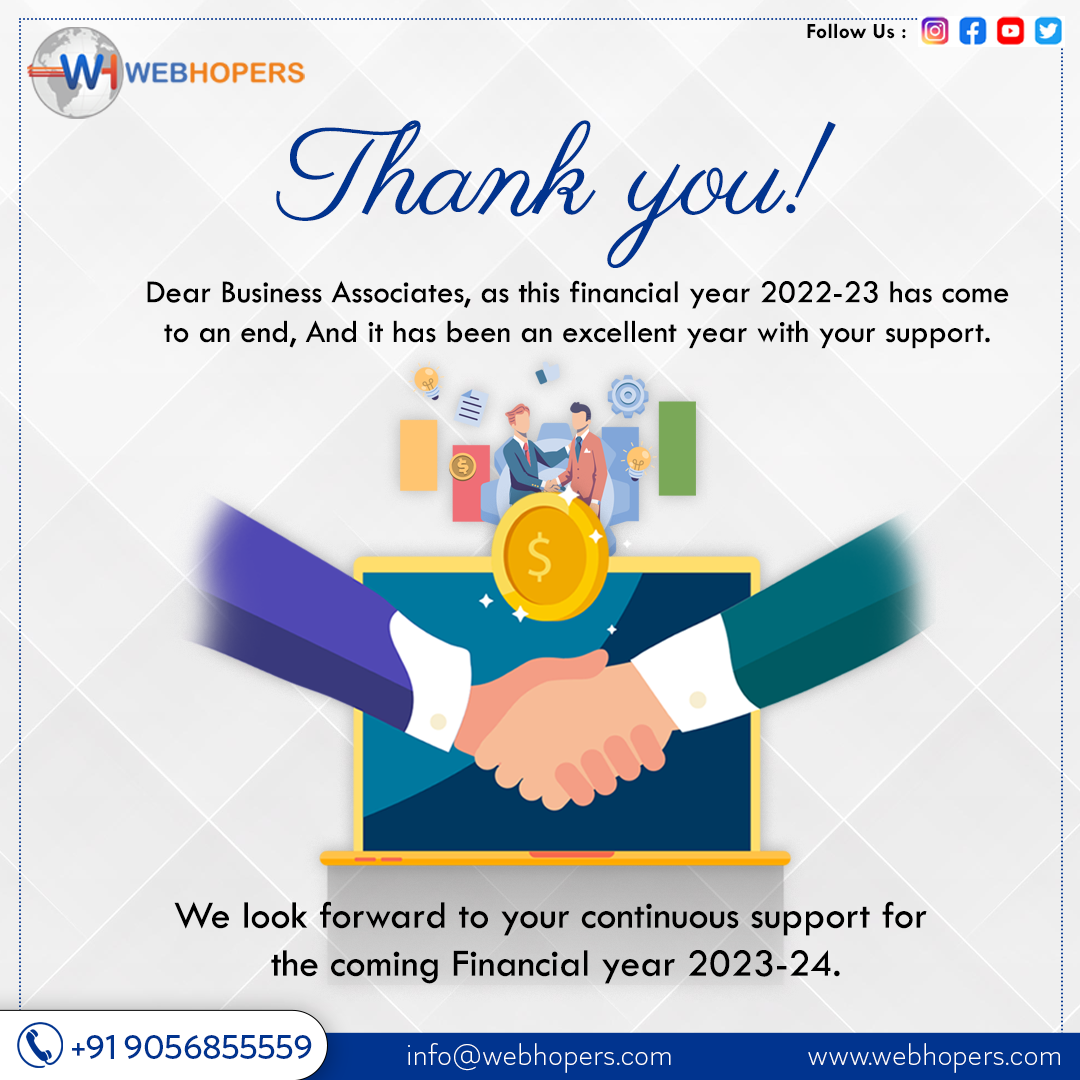 Follow Us :
WH WEBHOPERS
Thank you!
Dear Business Associates, as this financial year 2022-23 has come
to an end, And it has been an excellent year with your support.
$
$
We look forward to your continuous support for
the coming Financial year 2023-24.
+91 9056855559
info@webhopers.com
www.webhopers.com